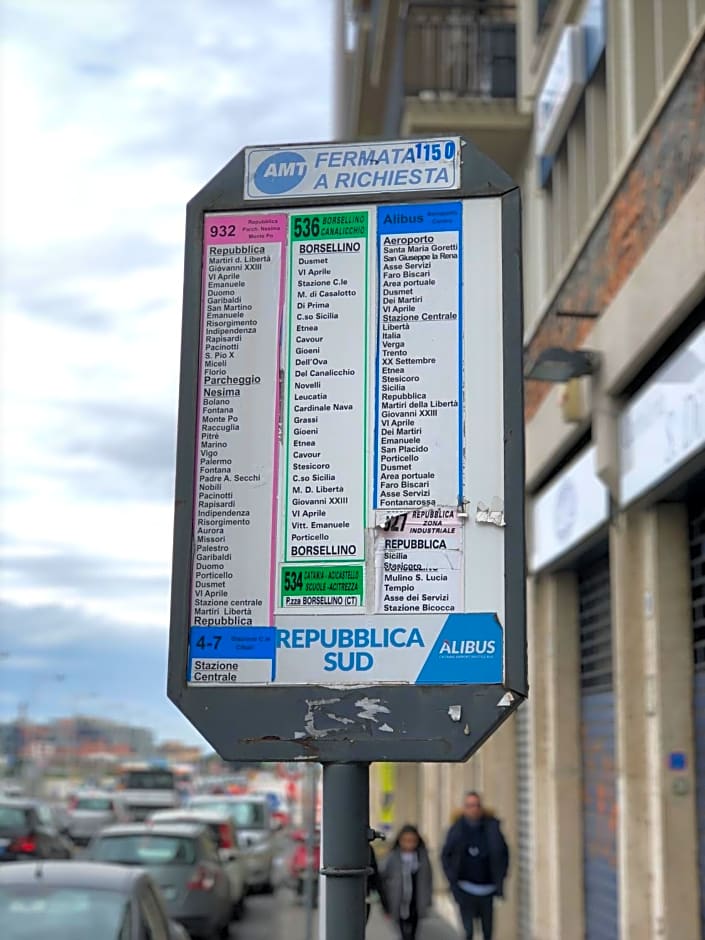 AMT
FERMATA 1150
A RICHIESTA
932
Repubblica
Parch. Nesima
Monte Po
Repubblica
Martiri d. Libertà
Giovanni XXIII
VI Aprile
Emanuele
Duomo
Garibaldi
San Martino
Emanuele
Risorgimento
Indipendenza
Rapisardi
Pacinotti
S. Pio X
Miceli
Florio
Parcheggio
Nesima
Bolano
Fontana
Monte Po
Raccuglia
Pitrè
Marino
Vigo
Palermo
Fontana
Padre A. Secchi
Nobili
Pacinotti
Rapisardi
Indipendenza
Risorgimento
Aurora
Missori
Palestro
Garibaldi
Duomo
Porticello
Dusmet
VI Aprile
Stazione centrale
Martiri Libertà
Repubblica
4-7
Stazione C.le
Stazione
Centrale
536 BORSELLINO
CANALICCHIO
BORSELLINO
Dusmet
VI Aprile
Stazione C.le
M. di Casalotto
Di Prima
C.so Sicilia
Etnea
Cavour
Gioeni
Dell'Ova
Del Canalicchio
Novelli
Leucatia
Cardinale Nava
Grassi
Gioeni
Etnea
Cavour
Stesicoro
C.so Sicilia
M. D. Libertà
Giovanni XXIII
VI Aprile
Vitt. Emanuele
Porticello
BORSELLINO
534 CATANIA - ACICASTELLO
SCUOLE - ACITREZZA
P.zza BORSELLINO (CT)
Alibus
Aeroporto
Centro
Aeroporto
Santa Maria Goretti
San Giuseppe la Rena
Asse Servizi
Faro Biscari
Area portuale
Dusmet
Dei Martiri
VI Aprile
Stazione Centrale
Libertà
Italia
Verga
Trento
XX Settembre
Etnea
Stesicoro
Sicilia
Repubblica
Martiri della Libertà
Giovanni XXIII
VI Aprile
Dei Martiri
Emanuele
San Placido
Porticello
Dusmet
Area portuale
Faro Biscari
Asse Servizi
Fontanarossa
REPUBBLICA
927 ZONA
INDUSTRIALE
REPUBBLICA
Sicilia
Stesicoro
Mulino S. Lucia
Tempio
Asse dei Servizi
Stazione Bicocca
REPUBBLICA
SUD
ALIBUS